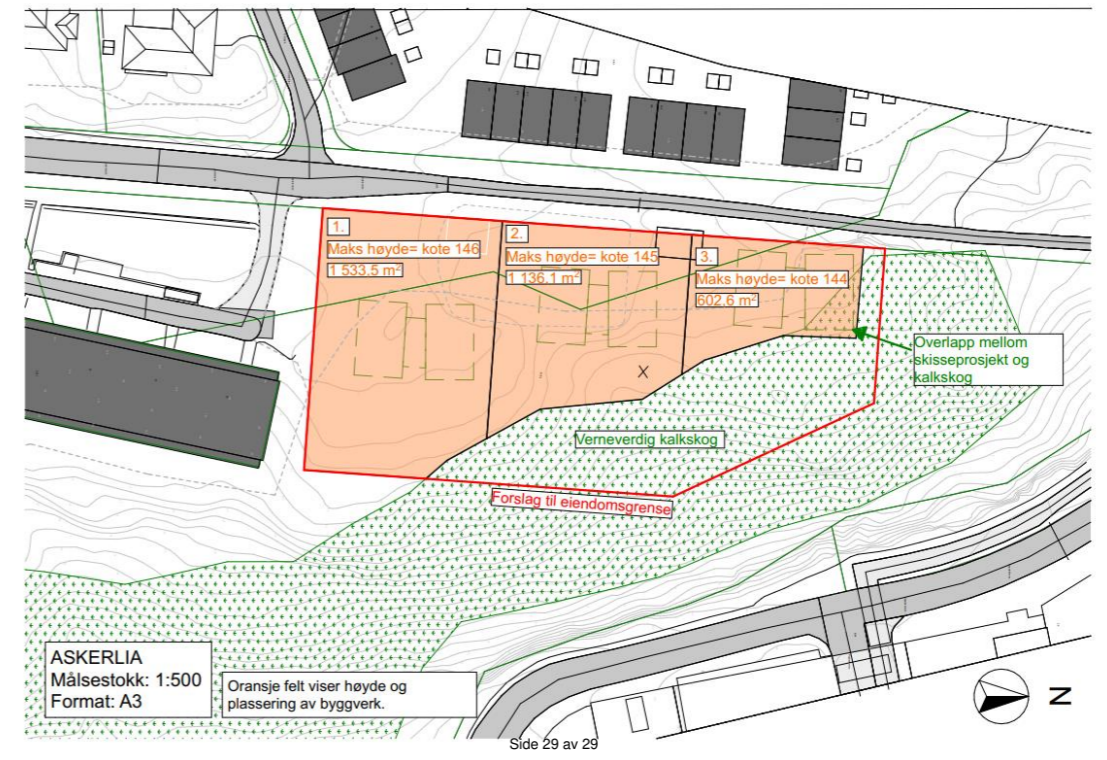 1.
Maks høyde= kote 146
1 533.5 m²
2.
Maks høyde= kote 145
1 136.1 m²
3.
Maks høyde= kote 144
602.6 m²
Overlapp mellom
skisseprosjekt og
kalkskog
X
Verneverdig kalkskog
Forslag til eiendomsgrense
ASKERLIA
Målsestokk: 1:500
Format: A3
Oransje felt viser høyde og
plassering av byggverk.
N
Side 29 av 29